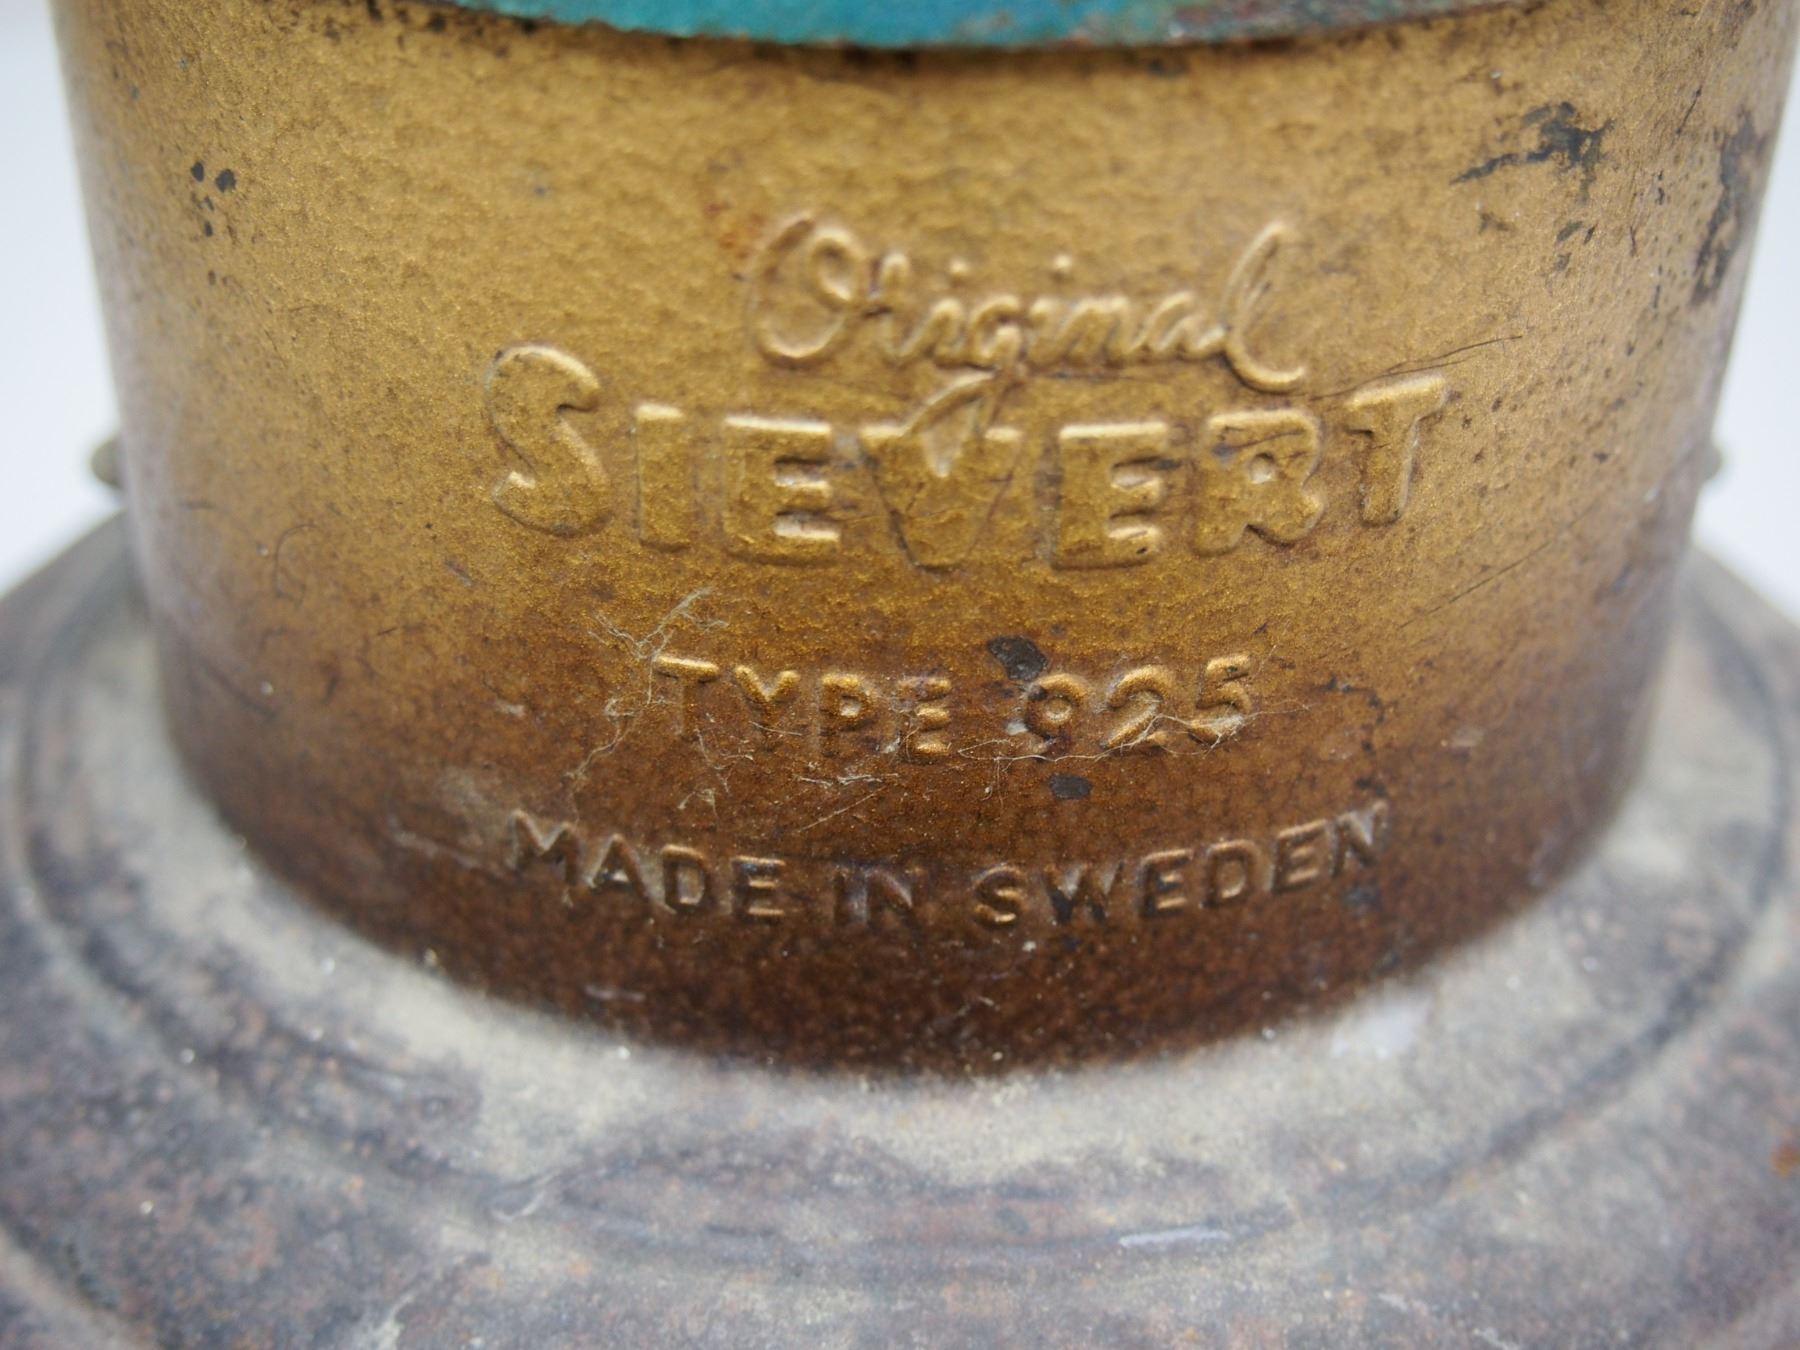 Original
SIEVERT
TYPE 925
MADE IN SWEDEN